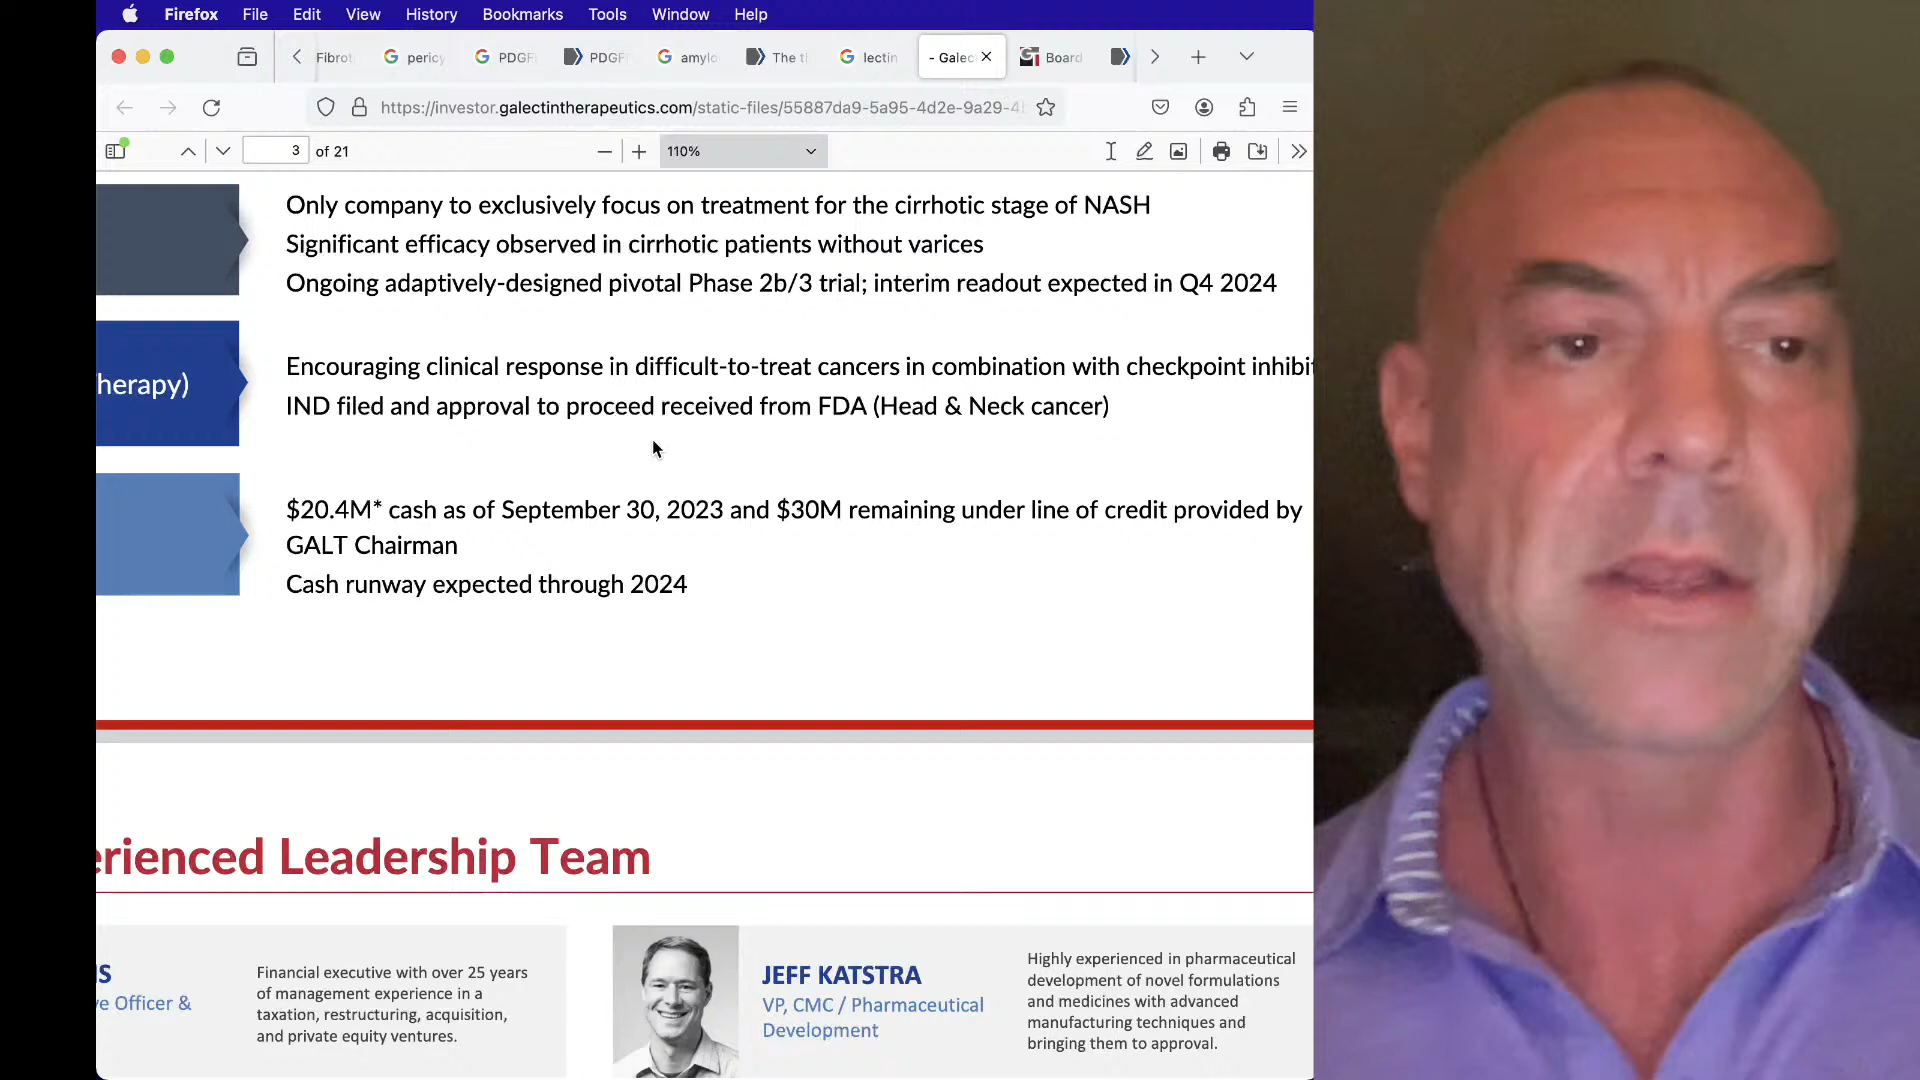 Firefox File Edit View History Bookmarks Tools Window Help
Fibrot pericy PDGF PDGF amylo The t lectin - Galec Board
https://investor.galectintherapeutics.com/static-files/55887da9-5a95-4d2e-9a29-4
3 of 21 110%
Only company to exclusively focus on treatment for the cirrhotic stage of NASH
Significant efficacy observed in cirrhotic patients without varices
Ongoing adaptively-designed pivotal Phase 2b/3 trial; interim readout expected in Q4 2024
herapy)
Encouraging clinical response in difficult-to-treat cancers in combination with checkpoint inhibit
IND filed and approval to proceed received from FDA (Head & Neck cancer)
$20.4M* cash as of September 30, 2023 and $30M remaining under line of credit provided by
GALT Chairman
Cash runway expected through 2024
erienced Leadership Team
S
ve Officer &
Financial executive with over 25 years
of management experience in a
taxation, restructuring, acquisition,
and private equity ventures.
JEFF KATSTRA
VP, CMC / Pharmaceutical
Development
Highly experienced in pharmaceutical
development of novel formulations
and medicines with advanced
manufacturing techniques and
bringing them to approval.